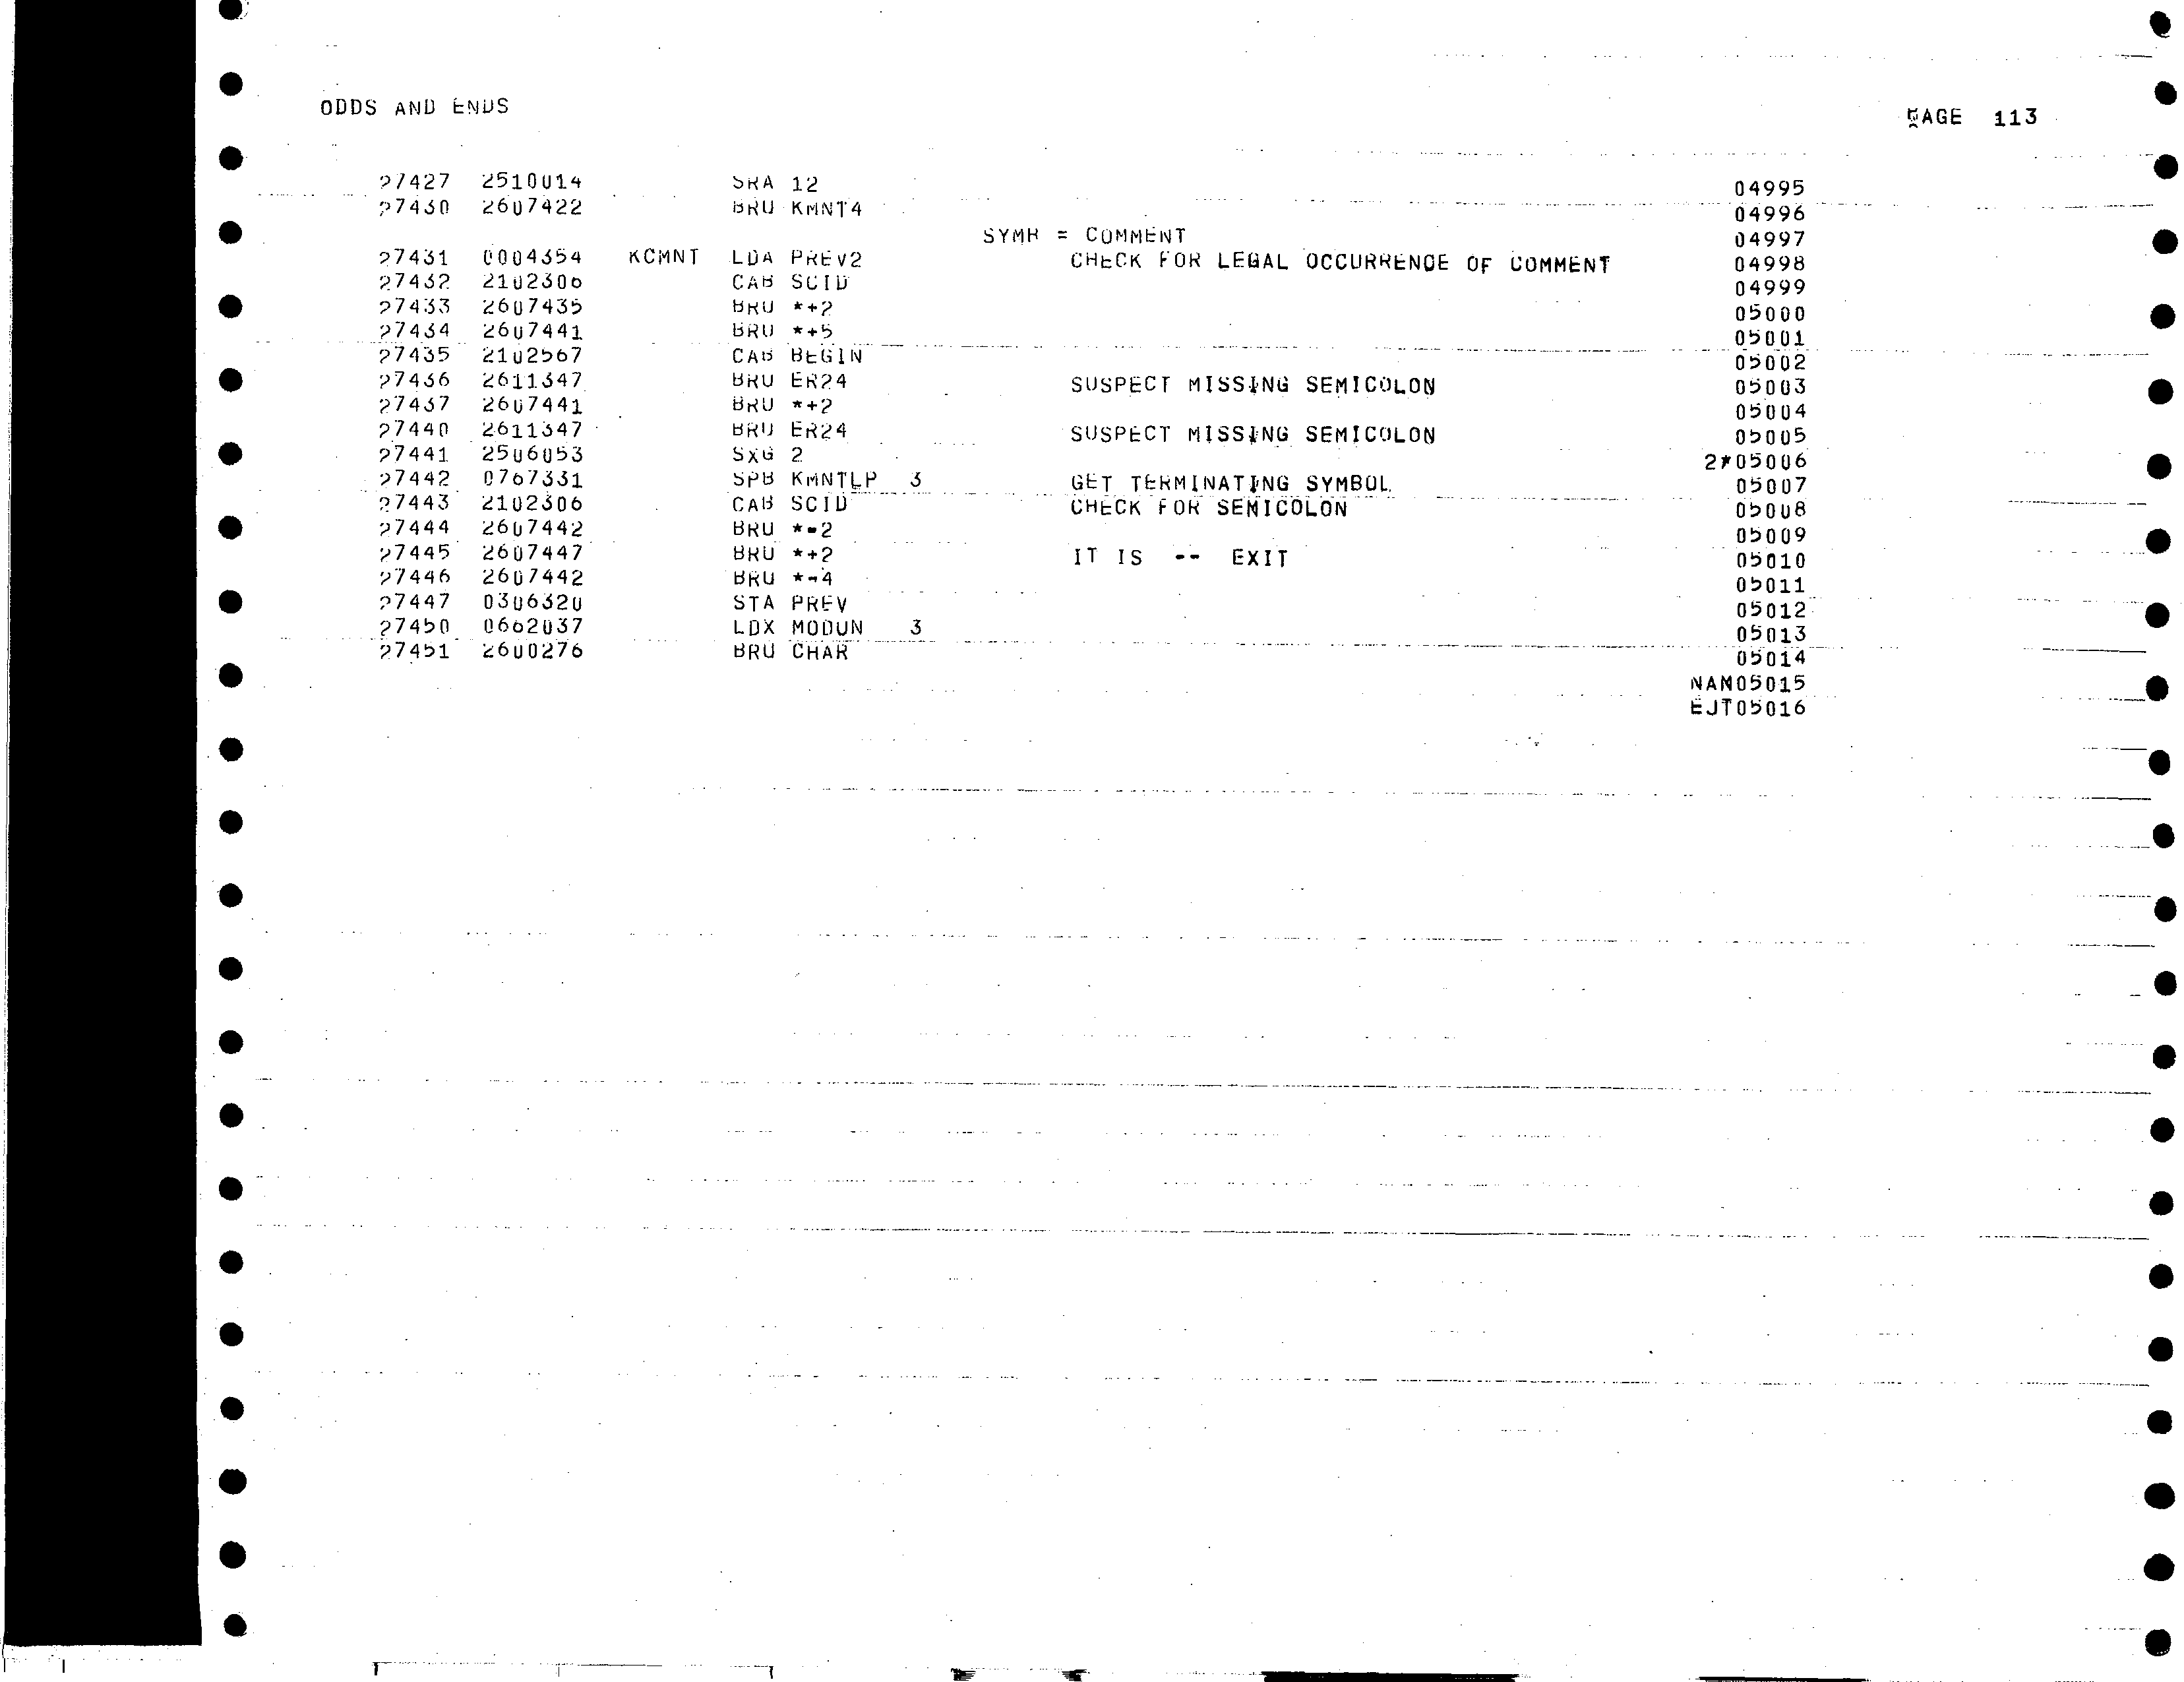 ODDS AND ENDS PAGE 113
27427 2510014 SRA 12 04995
27430 2607422 BRU KMNT4 04996
SYMR = COMMENT 04997
27431 0004354 KCMNT LDA PREV2 CHECK FOR LEGAL OCCURRENCE OF COMMENT 04998
27432 2102306 CAB SCID 04999
27433 2607435 BRU *+2 05000
27434 2607441 BRU *+5 05001
27435 2102567 CAB BEGIN 05002
27436 2611347 BRU ER24 SUSPECT MISSING SEMICOLON 05003
27437 2607441 BRU *+2 05004
27440 2611347 BRU ER24 SUSPECT MISSING SEMICOLON 05005
27441 2506053 SXG 2 2*05006
27442 0767331 SPB KMNTLP 3 GET TERMINATING SYMBOL 05007
27443 2102306 CAB SCID CHECK FOR SEMICOLON 05008
27444 2607442 BRU *-2 05009
27445 2607447 BRU *+2 IT IS -- EXIT 05010
27446 2607442 BRU *-4 05011
27447 0306320 STA PREV 05012
27450 0662037 LDX MODUN 3 05013
27451 2600276 BRU CHAR 05014
NAM05015
EJT05016